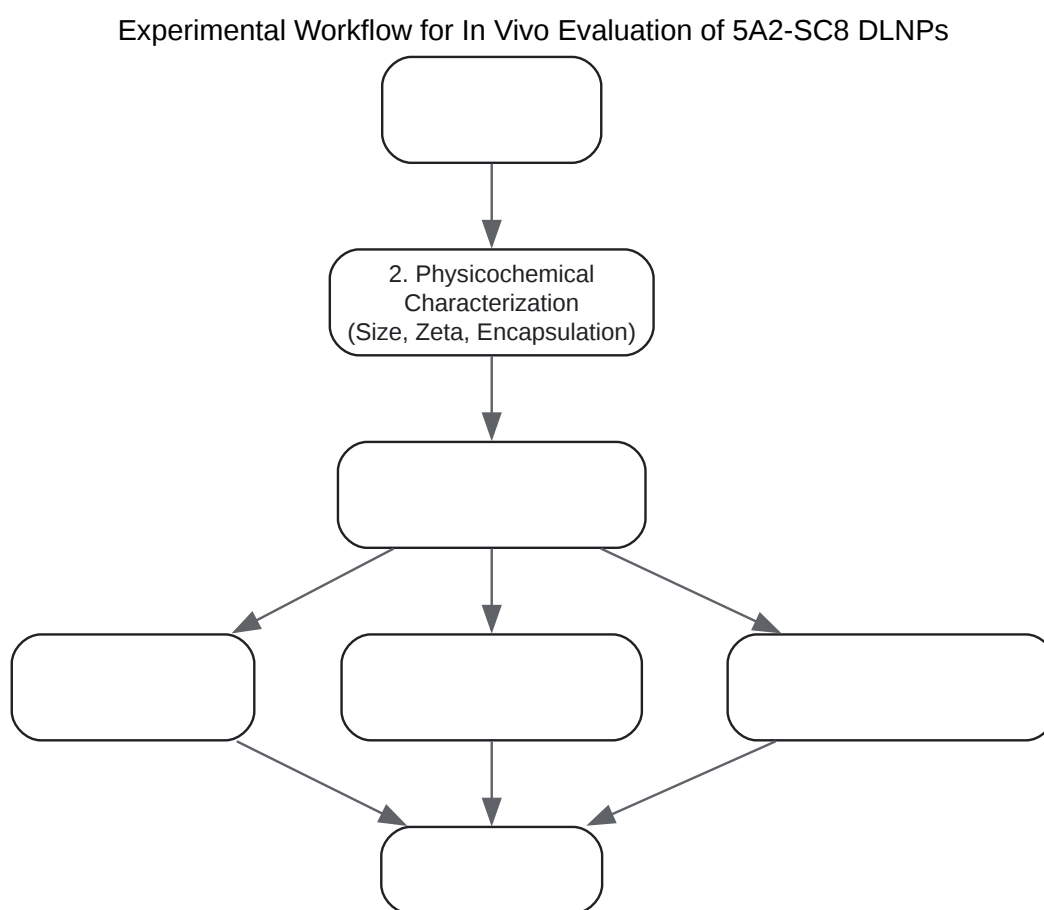 Experimental Workflow for In Vivo Evaluation of 5A2-SC8 DLNPs
2. Physicochemical
Characterization
(Size, Zeta, Encapsulation)